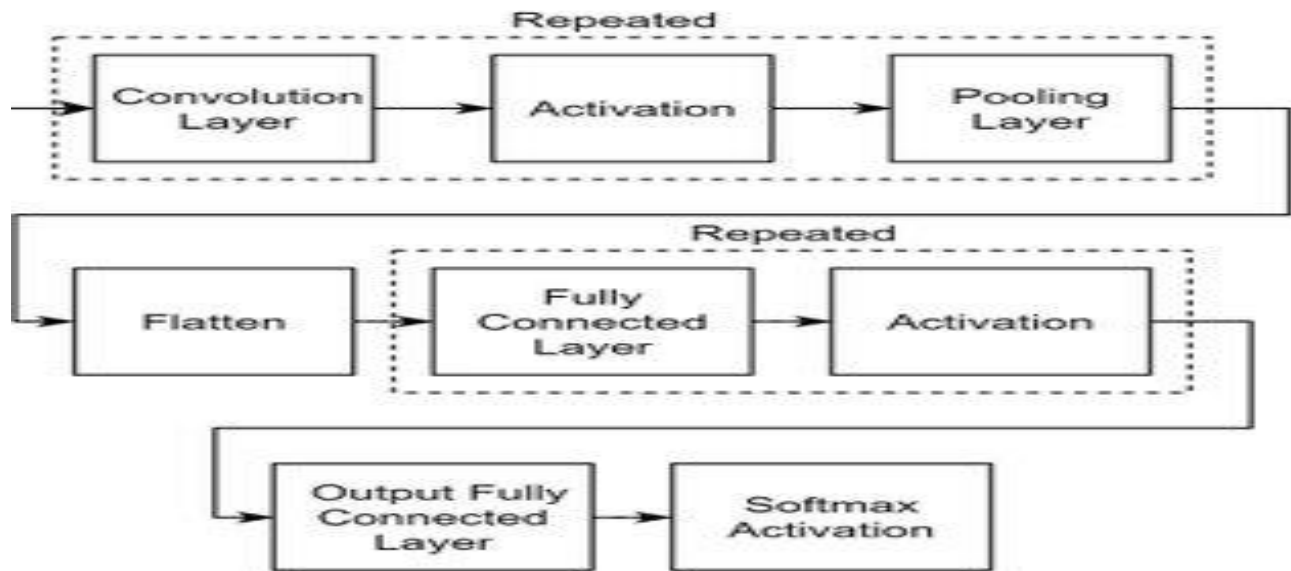 Repeated
Convolution
Layer
Activation
Pooling
Layer
Repeated
Flatten
Fully
Connected
Layer
Activation
Output Fully
Connected
Layer
Softmax
Activation